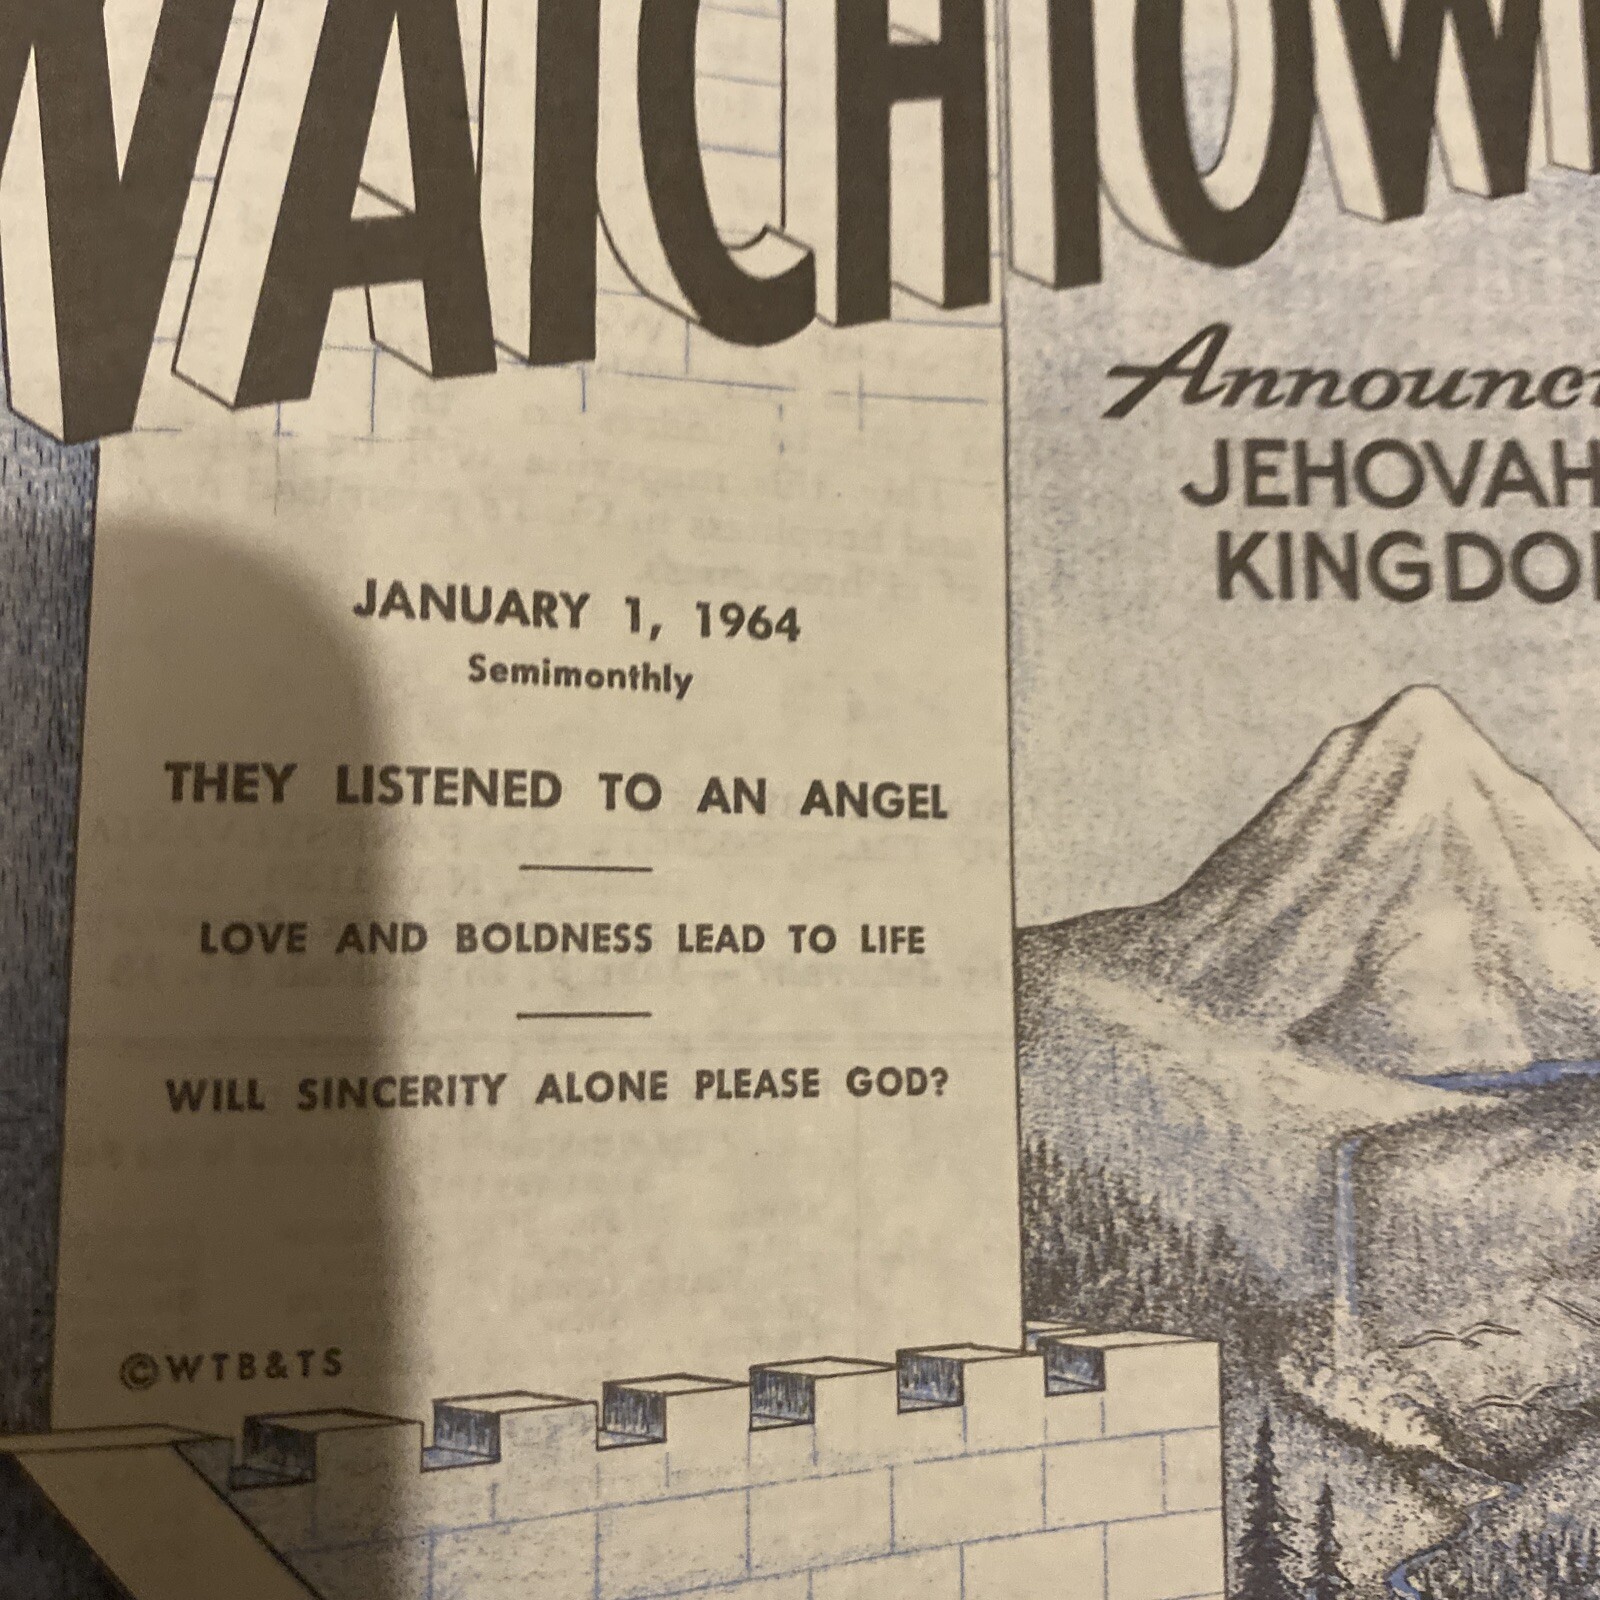 WATCHTOW
Announci
JEHOVAH
KINGDO
JANUARY 1, 1964
Semimonthly
THEY LISTENED TO AN ANGEL
LOVE AND BOLDNESS LEAD TO LIFE
WILL SINCERITY ALONE PLEASE GOD?
©WTB&TS